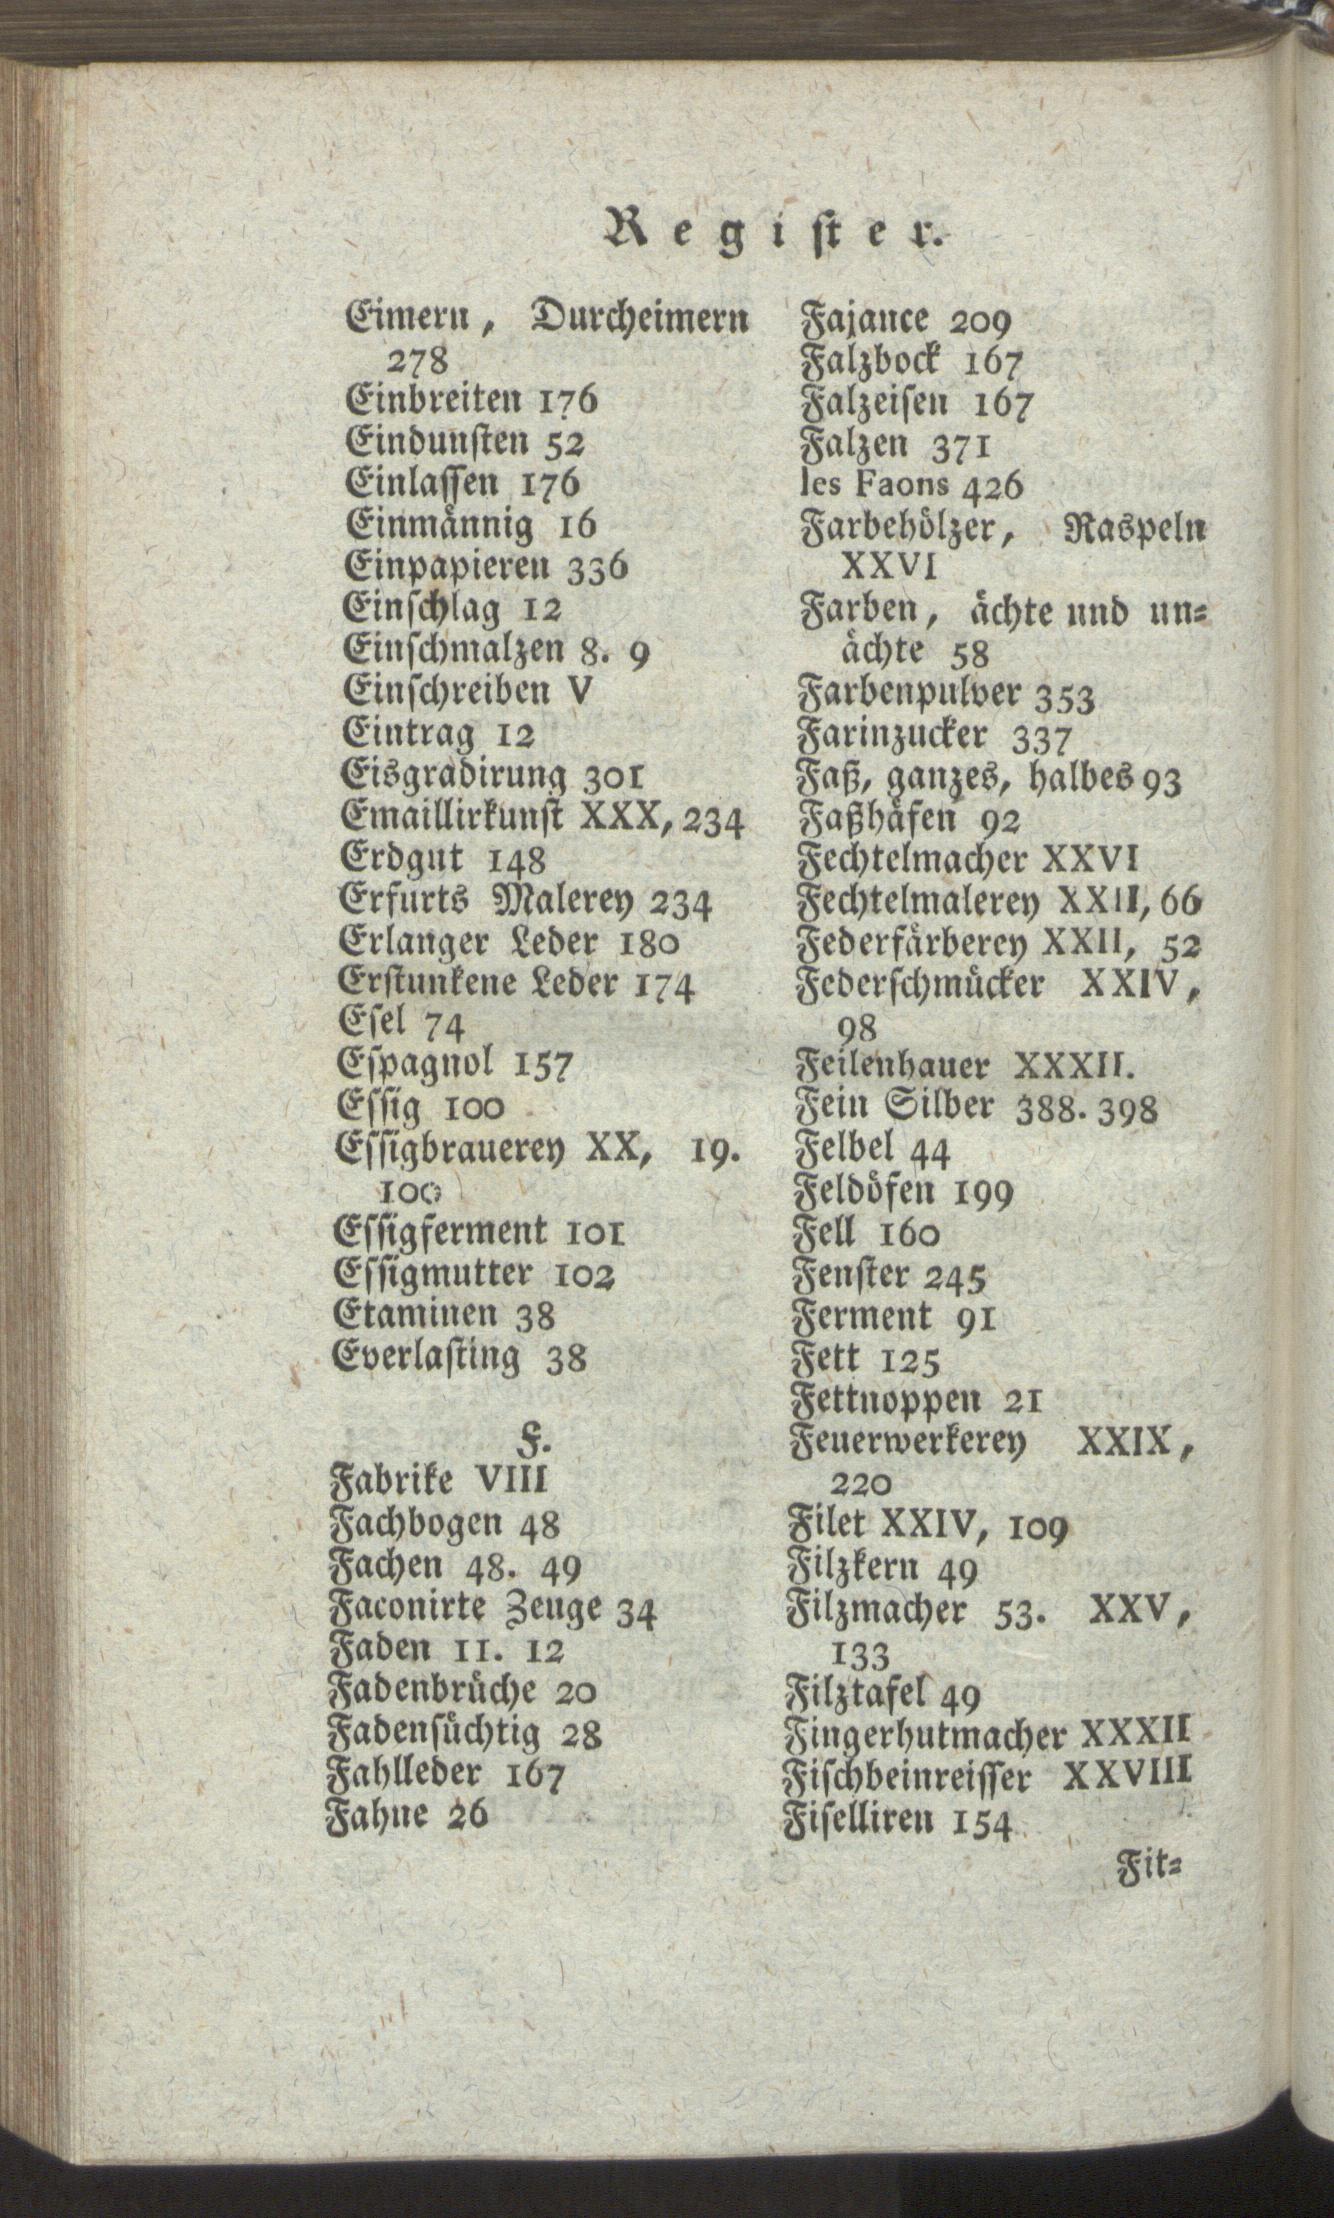 Register.
Eimern, Durcheimern
278
Einbreiten 176
Eindunsten 52
Einlassen 176
Einmännig 16
Einpapieren 336
Einschlag 12
Einschmalzen 8. 9
Einschreiben V
Eintrag 12
Eisgradirung 301
Emaillirkunst XXX, 234
Erdgut 148
Erfurts Malerey 234
Erlanger Leder 180
Erstunkene Leder 174
Esel 74
Espagnol 157
Essig 100
Essigbrauerey XX, 19.
100
Essigferment 101
Essigmutter 102
Etaminen 38
Everlasting 38
F.
Fabrike VIII
Fachbogen 48
Fachen 48. 49
Faconirte Zeuge 34
Faden 11. 12
Fadenbrüche 20
Fadensüchtig 28
Fahlleder 167
Fahne 26
Fajance 209
Falzbock 167
Falzeisen 167
Falzen 371
les Faons 426
Farbehölzer, Raspeln
XXVI
Farben, ächte und un-
ächte 58
Farbenpulver 353
Farinzucker 337
Faß, ganzes, halbes 93
Faßhäfen 92
Fechtelmacher XXVI
Fechtelmalerey XXII, 66
Federfärberey XXII, 52
Federschmücker XXIV,
98
Feilenhauer XXXII.
Fein Silber 388. 398
Felbel 44
Feldöfen 199
Fell 160
Fenster 245
Ferment 91
Fett 125
Fettnoppen 21
Feuerwerkerey XXIX,
220
Filet XXIV, 109
Filzkern 49
Filzmacher 53. XXV,
133
Filztafel 49
Fingerhutmacher XXXII
Fischbeinreisser XXVIII
Fiselliren 154
Fit-